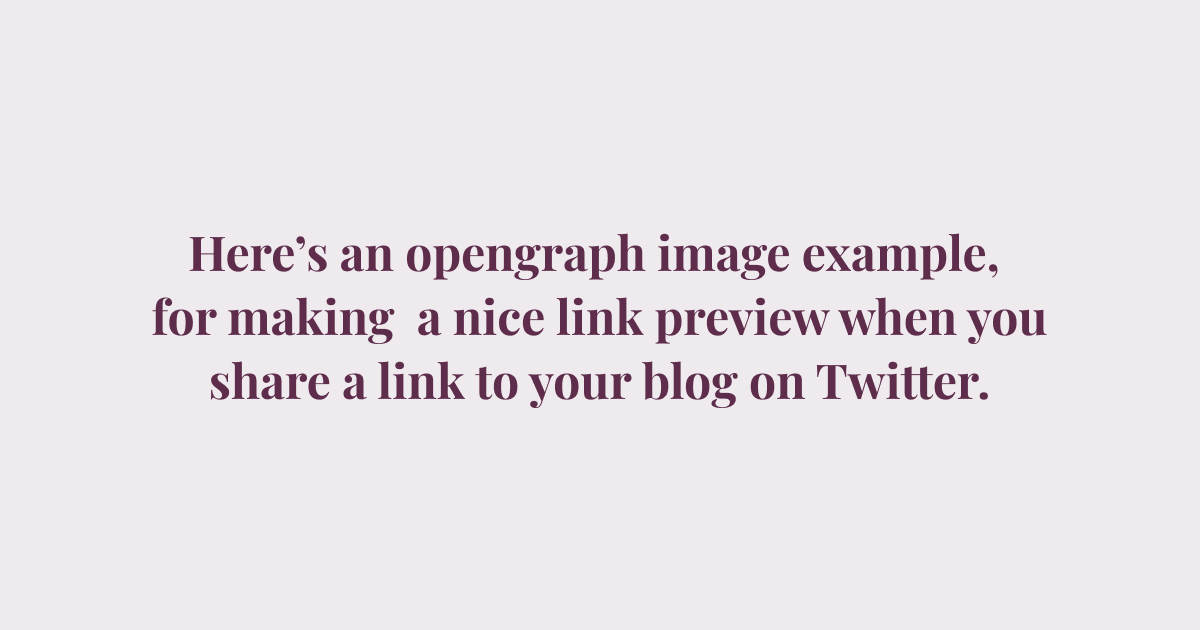 Here’s an opengraph image example,
for making  a nice link preview when you
share a link to your blog on Twitter.